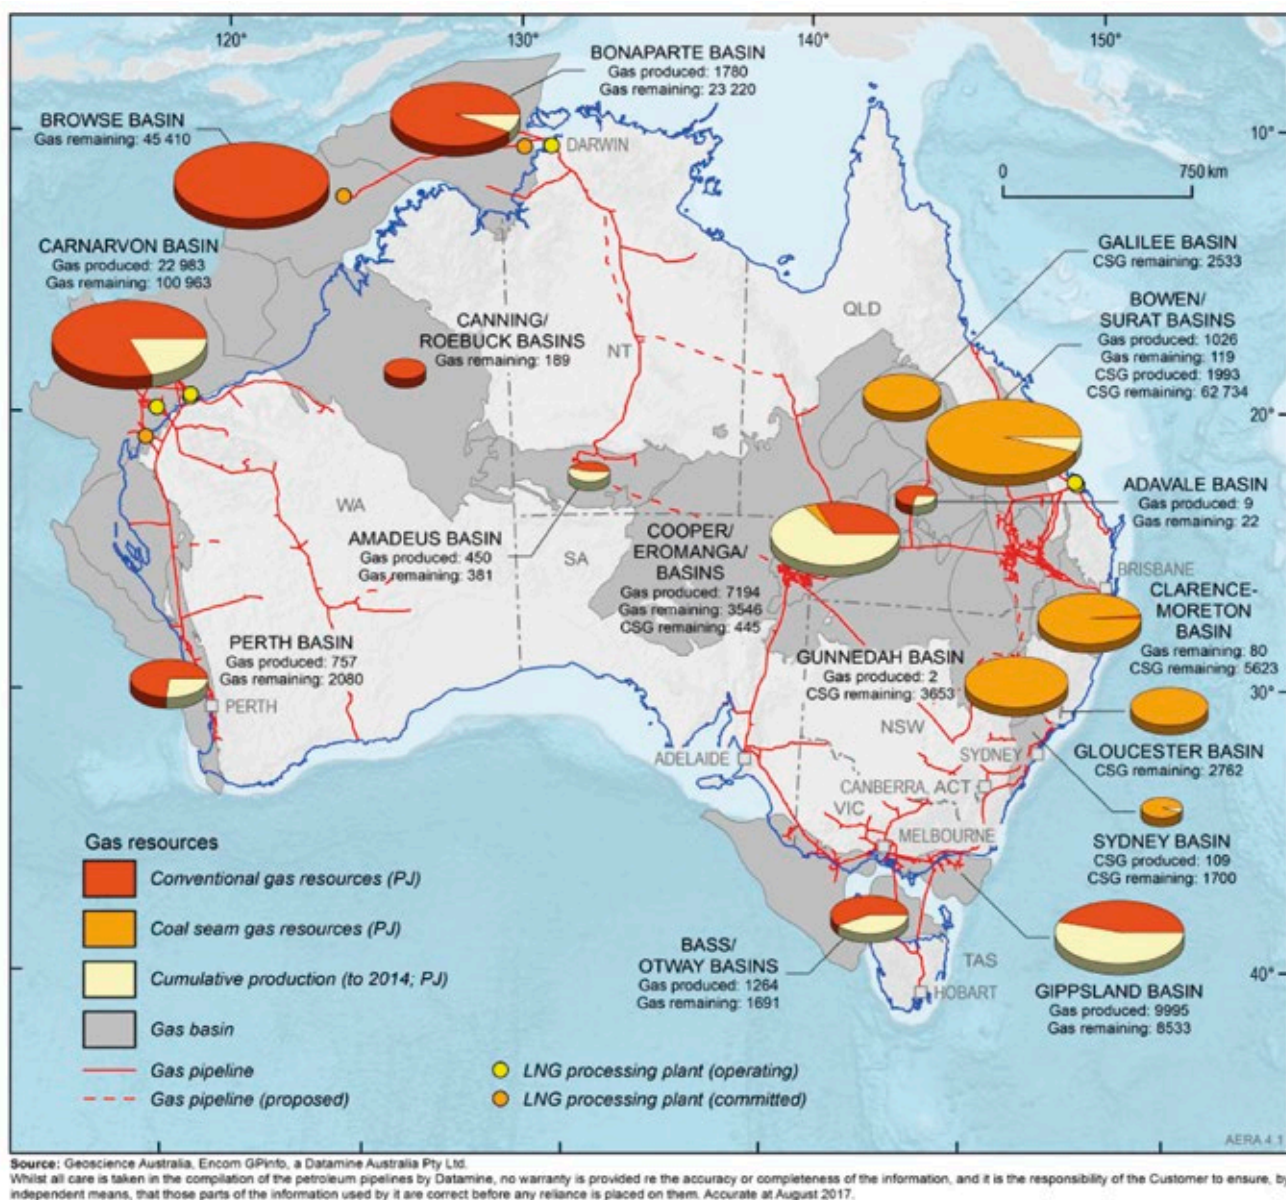 120°
130°
140°
150°
BONAPARTE BASIN
Gas produced: 1780
Gas remaining: 23 220
BROWSE BASIN
Gas remaining: 45 410
DARWIN
10°
0
750 km
CARNARVON BASIN
Gas produced: 22 983
Gas remaining: 100 963
GALILEE BASIN
CSG remaining: 2533
BOWEN/
SURAT BASINS
Gas produced: 1026
Gas remaining: 119
CSG produced: 1993
CSG remaining: 62 734
CANNING/
ROEBUCK BASINS
Gas remaining: 189
QLD
NT
20°
ADAVALE BASIN
Gas produced: 9
Gas remaining: 22
WA
AMADEUS BASIN
Gas produced: 450
Gas remaining: 381
SA
COOPER/
EROMANGA/
BASINS
Gas produced: 7194
Gas remaining: 3546
CSG remaining: 445
BRISBANE
CLARENCE-
MORETON
BASIN
Gas remaining: 80
CSG remaining: 5623
PERTH BASIN
Gas produced: 757
Gas remaining: 2080
PERTH
GUNNEDAH BASIN
Gas produced: 2
CSG remaining: 3653
30°
NSW
ADELAIDE
SYDNEY
GLOUCESTER BASIN
CSG remaining: 2762
CANBERRA, ACT
VIC
MELBOURNE
SYDNEY BASIN
CSG produced: 109
CSG remaining: 1700
BASS/
OTWAY BASINS
Gas produced: 1264
Gas remaining: 1691
TAS
HOBART
40°
GIPPSLAND BASIN
Gas produced: 9995
Gas remaining: 8533
Gas resources
Conventional gas resources (PJ)
Coal seam gas resources (PJ)
Cumulative production (to 2014; PJ)
Gas basin
Gas pipeline
Gas pipeline (proposed)
LNG processing plant (operating)
LNG processing plant (committed)
AERA 4.1
Source: Geoscience Australia, Encom GPinfo, a Datamine Australia Pty Ltd.
Whilst all care is taken in the compilation of the petroleum pipelines by Datamine, no warranty is provided re the accuracy or completeness of the information, and it is the responsibility of the Customer to ensure,
independent means, that those parts of the information used by it are correct before any reliance is placed on them. Accurate at August 2017.